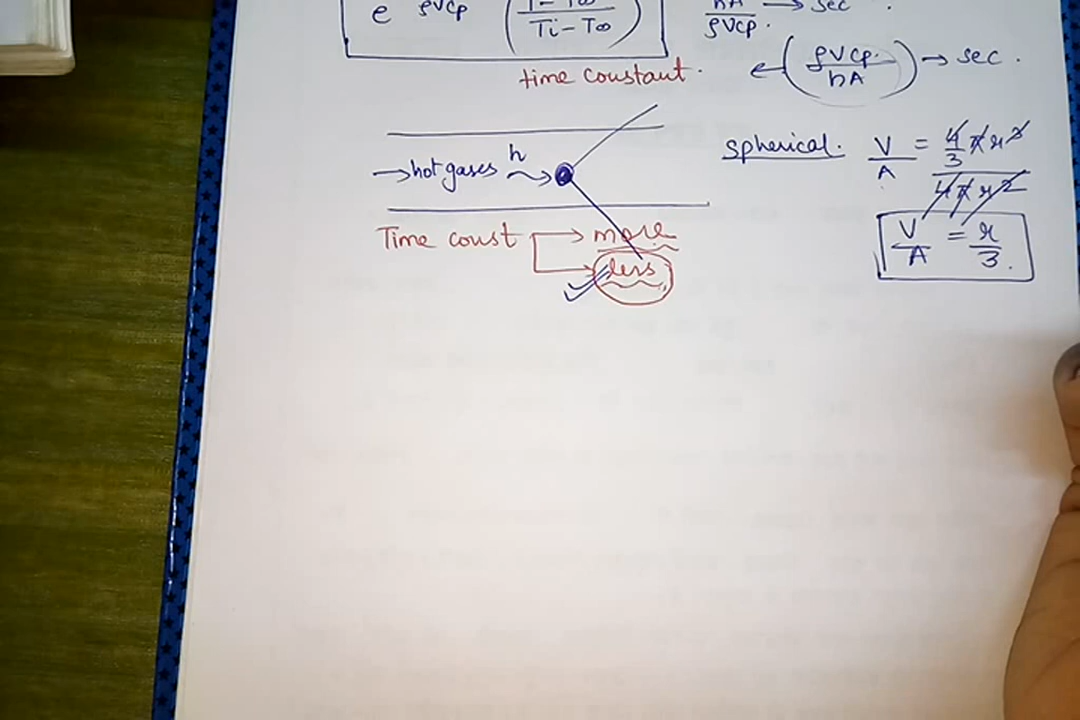 e ρVCp (T-T∞ / Ti-T∞)
hA/ρVCp. → sec .
time constant.
← (ρVCp. / hA) → sec .
→ hot gases h
Spherical. V/A = 4/3 π r³ / 4 π r²
V/A = r/3.
Time const → more
→ less